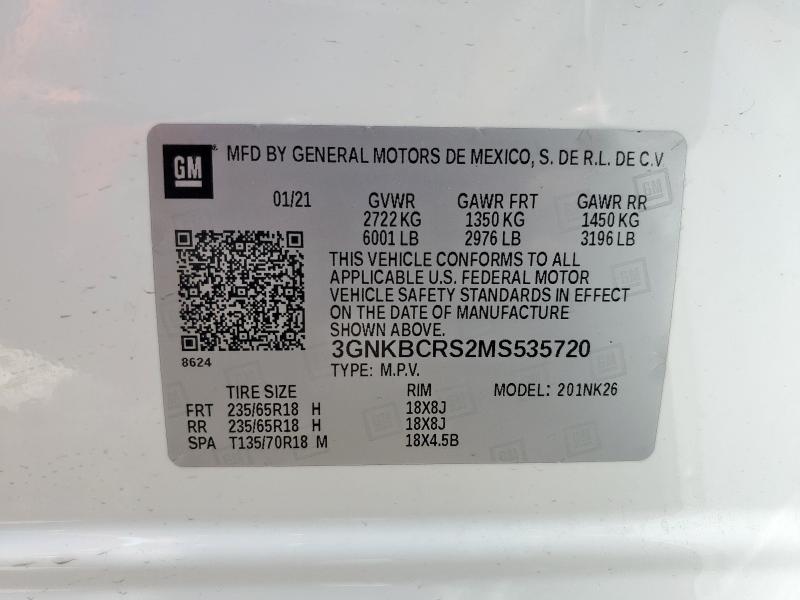 GM MFD BY GENERAL MOTORS DE MEXICO, S. DE R.L. DE C.V
01/21 GVWR GAWR FRT GAWR RR
2722 KG 1350 KG 1450 KG
6001 LB 2976 LB 3196 LB
THIS VEHICLE CONFORMS TO ALL
APPLICABLE U.S. FEDERAL MOTOR
VEHICLE SAFETY STANDARDS IN EFFECT
ON THE DATE OF MANUFACTURE
SHOWN ABOVE.
8624
3GNKBCRS2MS535720
TYPE: M.P.V.
TIRE SIZE RIM MODEL: 201NK26
FRT 235/65R18 H 18X8J
RR 235/65R18 H 18X8J
SPA T135/70R18 M 18X4.5B